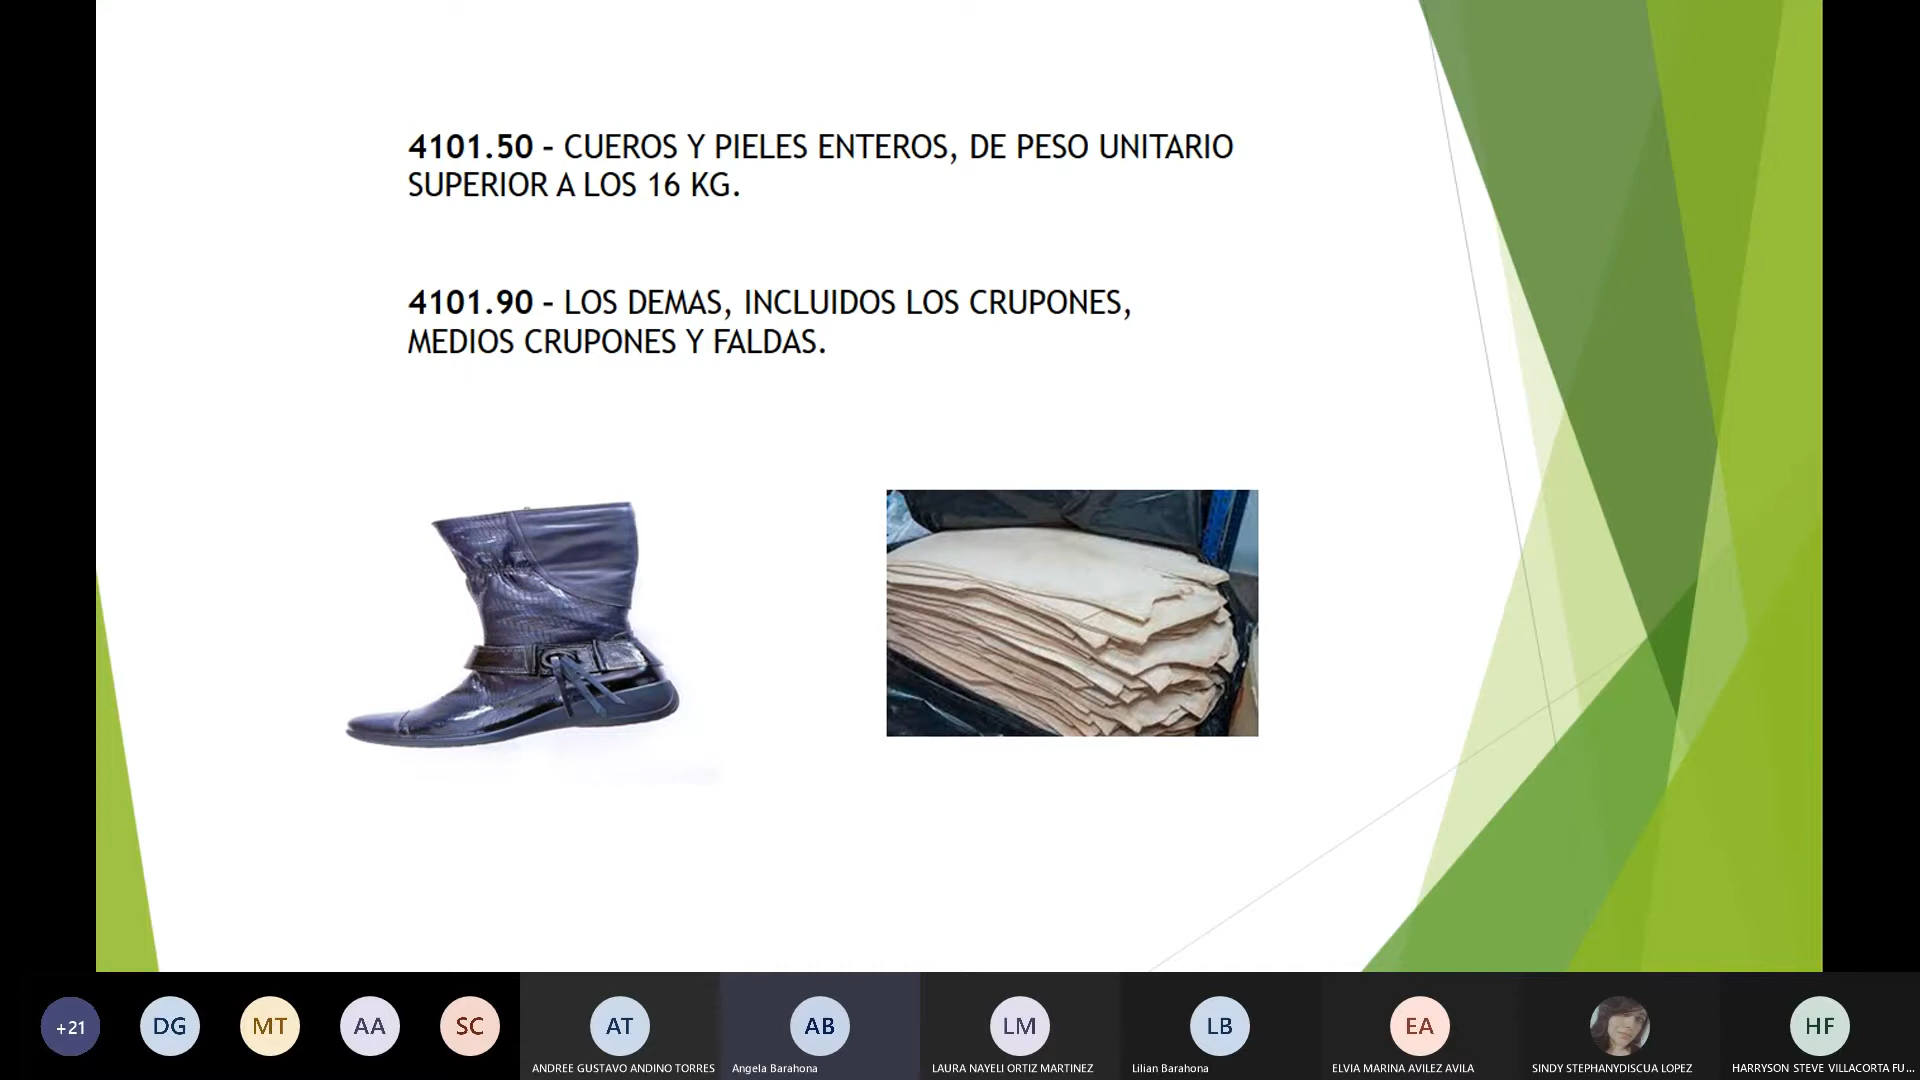 4101.50 - CUEROS Y PIELES ENTEROS, DE PESO UNITARIO
SUPERIOR A LOS 16 KG.
4101.90 - LOS DEMAS, INCLUIDOS LOS CRUPONES,
MEDIOS CRUPONES Y FALDAS.
+21
DG
MT
AA
SC
AT
AB
LM
LB
EA
HF
ANDREE GUSTAVO ANDINO TORRES
Angela Barahona
LAURA NAYELI ORTIZ MARTINEZ
Lilian Barahona
ELVIA MARINA AVILEZ AVILA
SINDY STEPHANYDISCUA LOPEZ
HARRYSON STEVE VILLACORTA FU...